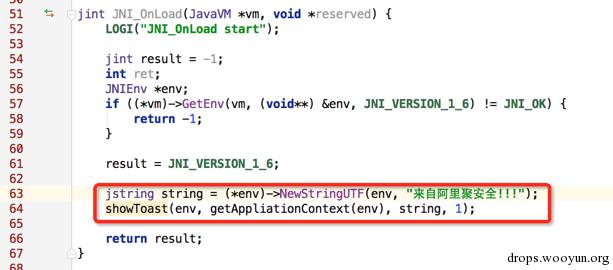 51 jint JNI_OnLoad(JavaVM *vm, void *reserved) {
52 LOGI("JNI_OnLoad start");
53
54 jint result = -1;
55 int ret;
56 JNIEnv *env;
57 if ((*vm)->GetEnv(vm, (void**) &env, JNI_VERSION_1_6) != JNI_OK) {
58 return -1;
59 }
60
61 result = JNI_VERSION_1_6;
62
63 jstring string = (*env)->NewStringUTF(env, "来自阿里聚安全!!!");
64 showToast(env, getAppliationContext(env), string, 1);
65
66 return result;
67 }
drops.wooyun.org